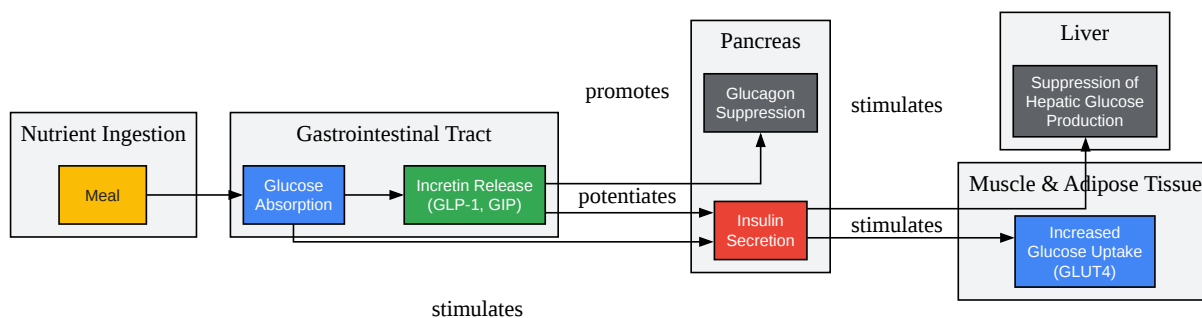 Nutrient Ingestion
Meal
Gastrointestinal Tract
Glucose
Absorption
Incretin Release
(GLP-1, GIP)
promotes
potentiates
stimulates
Pancreas
Glucagon
Suppression
Insulin
Secretion
stimulates
stimulates
Liver
Suppression of
Hepatic Glucose
Production
Muscle & Adipose Tissue
Increased
Glucose Uptake
(GLUT4)